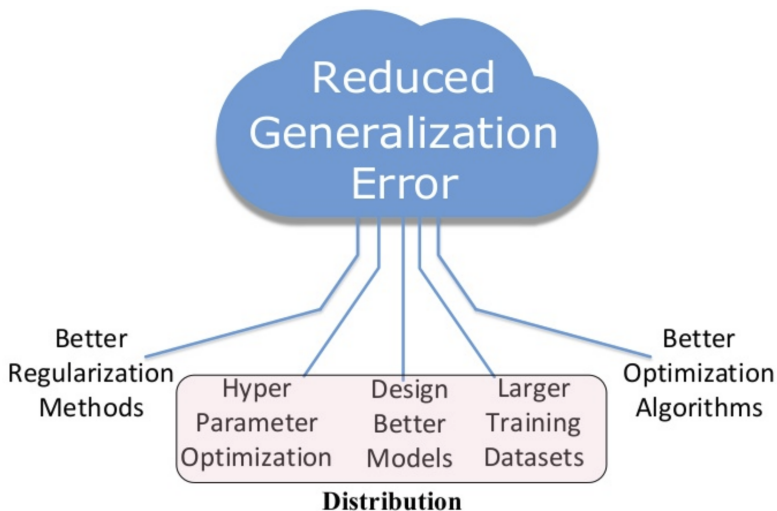 Reduced
Generalization
Error
Better
Regularization
Methods
Hyper
Parameter
Optimization
Design
Better
Models
Larger
Training
Datasets
Better
Optimization
Algorithms
Distribution